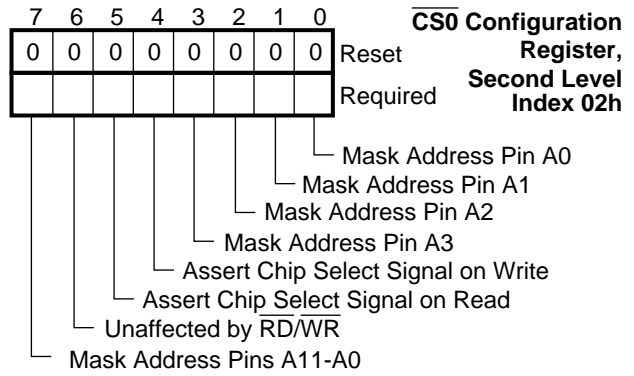 7 6 5 4 3 2 1 0
CS0 Configuration
Register,
Second Level
Index 02h
0 0 0 0 0 0 0 0 Reset
Required
Mask Address Pin A0
Mask Address Pin A1
Mask Address Pin A2
Mask Address Pin A3
Assert Chip Select Signal on Write
Assert Chip Select Signal on Read
Unaffected by RD/WR
Mask Address Pins A11-A0